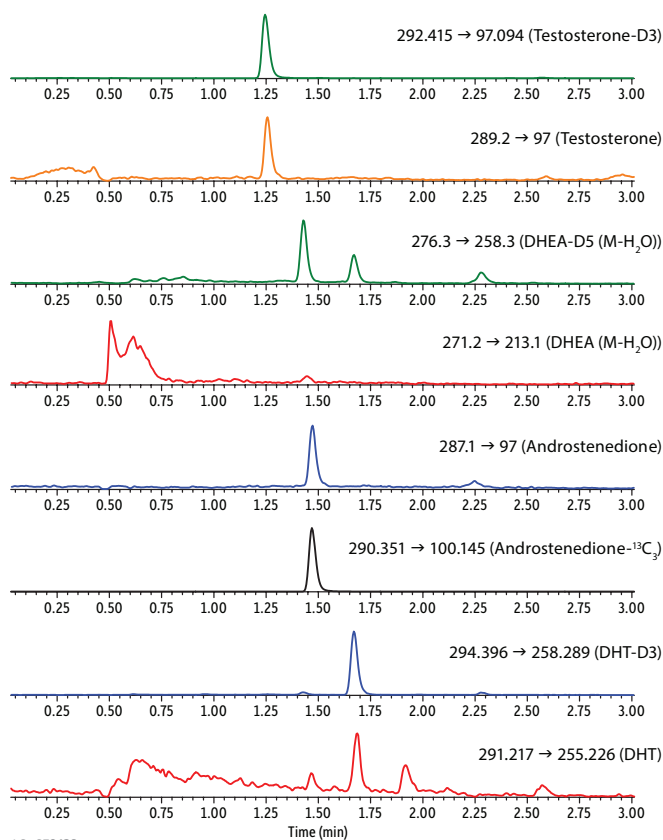 292.415 → 97.094 (Testosterone-D3)
0.25 0.50 0.75 1.00 1.25 1.50 1.75 2.00 2.25 2.50 2.75 3.00
289.2 → 97 (Testosterone)
0.25 0.50 0.75 1.00 1.25 1.50 1.75 2.00 2.25 2.50 2.75 3.00
276.3 → 258.3 (DHEA-D5 (M-H₂O))
0.25 0.50 0.75 1.00 1.25 1.50 1.75 2.00 2.25 2.50 2.75 3.00
271.2 → 213.1 (DHEA (M-H₂O))
0.25 0.50 0.75 1.00 1.25 1.50 1.75 2.00 2.25 2.50 2.75 3.00
287.1 → 97 (Androstenedione)
0.25 0.50 0.75 1.00 1.25 1.50 1.75 2.00 2.25 2.50 2.75 3.00
290.351 → 100.145 (Androstenedione-¹³C₃)
0.25 0.50 0.75 1.00 1.25 1.50 1.75 2.00 2.25 2.50 2.75 3.00
294.396 → 258.289 (DHT-D3)
0.25 0.50 0.75 1.00 1.25 1.50 1.75 2.00 2.25 2.50 2.75 3.00
291.217 → 255.226 (DHT)
0.25 0.50 0.75 1.00 1.25 1.50 1.75 2.00 2.25 2.50 2.75 3.00
Time (min)